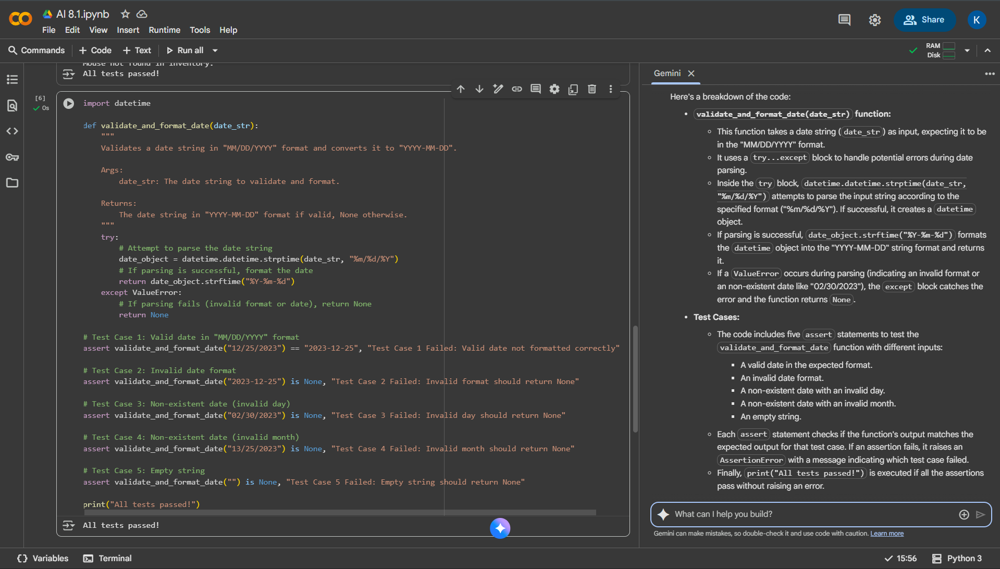 AI 8.1.ipynb
File Edit View Insert Runtime Tools Help
Share
K
Commands + Code + Text Run all
RAM
Disk
Mouse not found in inventory.
All tests passed!
[6]
0s
import datetime
def validate_and_format_date(date_str):
"""
Validates a date string in "MM/DD/YYYY" format and converts it to "YYYY-MM-DD".
Args:
date_str: The date string to validate and format.
Returns:
The date string in "YYYY-MM-DD" format if valid, None otherwise.
"""
try:
# Attempt to parse the date string
date_object = datetime.datetime.strptime(date_str, "%m/%d/%Y")
# If parsing is successful, format the date
return date_object.strftime("%Y-%m-%d")
except ValueError:
# If parsing fails (invalid format or date), return None
return None
# Test Case 1: Valid date in "MM/DD/YYYY" format
assert validate_and_format_date("12/25/2023") == "2023-12-25", "Test Case 1 Failed: Valid date not formatted correctly"
# Test Case 2: Invalid date format
assert validate_and_format_date("2023-12-25") is None, "Test Case 2 Failed: Invalid format should return None"
# Test Case 3: Non-existent date (invalid day)
assert validate_and_format_date("02/30/2023") is None, "Test Case 3 Failed: Invalid day should return None"
# Test Case 4: Non-existent date (invalid month)
assert validate_and_format_date("13/25/2023") is None, "Test Case 4 Failed: Invalid month should return None"
# Test Case 5: Empty string
assert validate_and_format_date("") is None, "Test Case 5 Failed: Empty string should return None"
print("All tests passed!")
All tests passed!
Gemini
Here's a breakdown of the code:
• validate_and_format_date(date_str) function:
This function takes a date string ( date_str ) as input, expecting it to be
in the "MM/DD/YYYY" format.
It uses a try...except block to handle potential errors during date
parsing.
Inside the try block, datetime.datetime.strptime(date_str,
"%m/%d/%Y") attempts to parse the input string according to the
specified format ("%m/%d/%Y"). If successful, it creates a datetime
object.
If parsing is successful, date_object.strftime("%Y-%m-%d") formats
the datetime object into the "YYYY-MM-DD" string format and returns
it.
If a ValueError occurs during parsing (indicating an invalid format or
an non-existent date like "02/30/2023"), the except block catches the
error and the function returns None .
• Test Cases:
The code includes five assert statements to test the
validate_and_format_date function with different inputs:
A valid date in the expected format.
An invalid date format.
A non-existent date with an invalid day.
A non-existent date with an invalid month.
An empty string.
Each assert statement checks if the function's output matches the
expected output for that test case. If an assertion fails, it raises an
AssertionError with a message indicating which test case failed.
Finally, print("All tests passed!") is executed if all the assertions
pass without raising an error.
What can I help you build?
Gemini can make mistakes, so double-check it and use code with caution. Learn more
Variables Terminal
15:56 Python 3